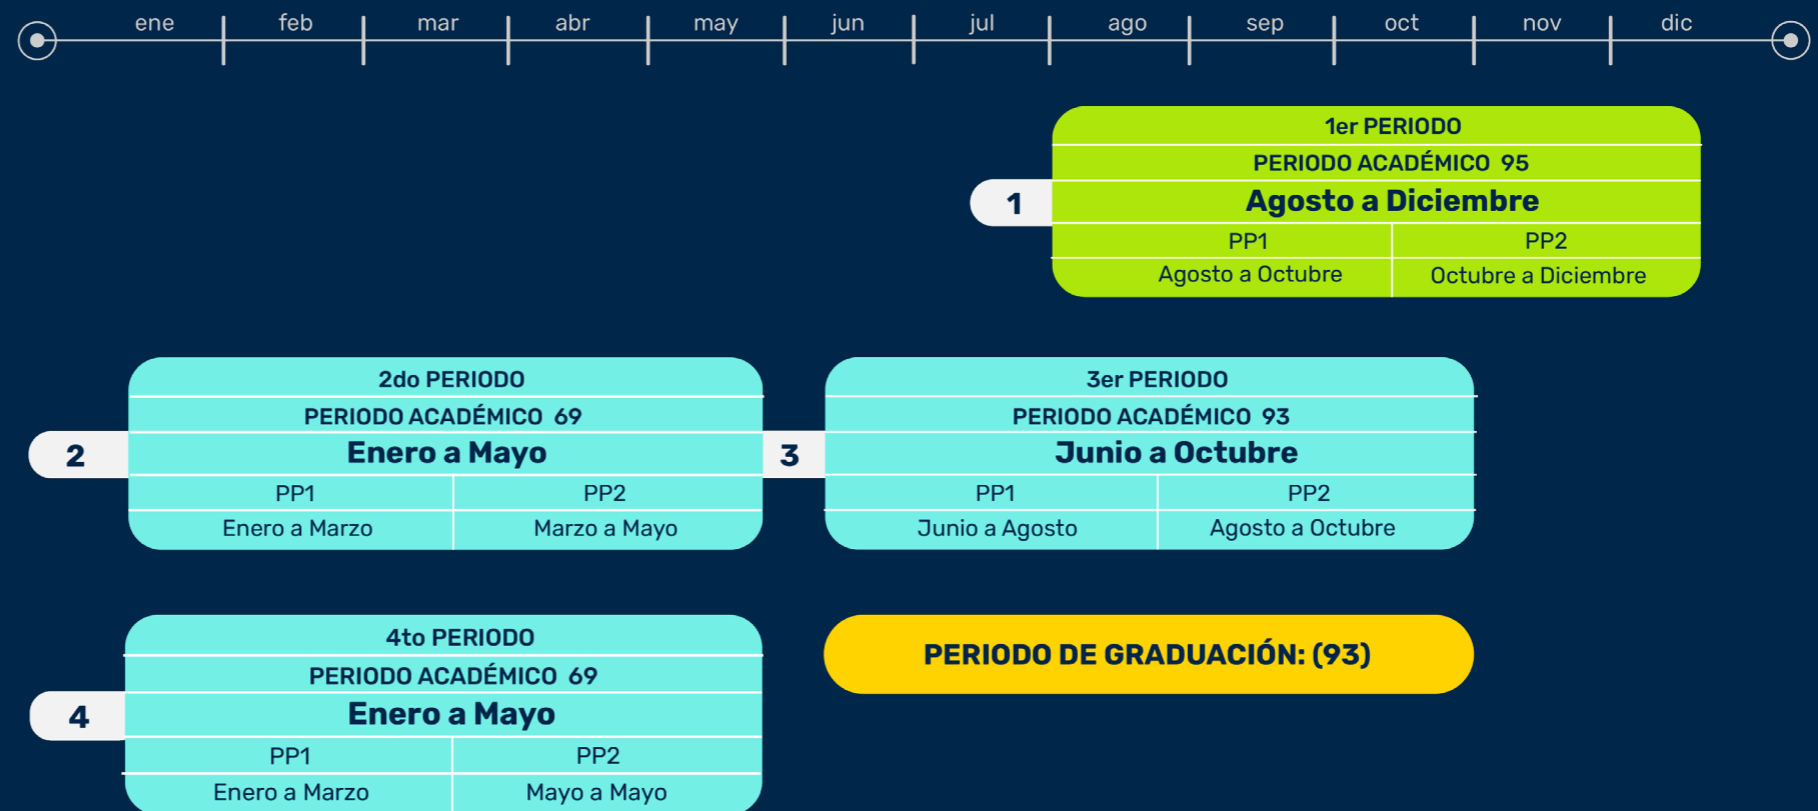 ene feb mar abr may jun jul ago sep oct nov dic
1er PERIODO
PERIODO ACADÉMICO 95
1 Agosto a Diciembre
PP1 PP2
Agosto a Octubre Octubre a Diciembre
2do PERIODO
PERIODO ACADÉMICO 69
2 Enero a Mayo
PP1 PP2
Enero a Marzo Marzo a Mayo
3er PERIODO
PERIODO ACADÉMICO 93
3 Junio a Octubre
PP1 PP2
Junio a Agosto Agosto a Octubre
4to PERIODO
PERIODO ACADÉMICO 69
4 Enero a Mayo
PP1 PP2
Enero a Marzo Mayo a Mayo
PERIODO DE GRADUACIÓN: (93)